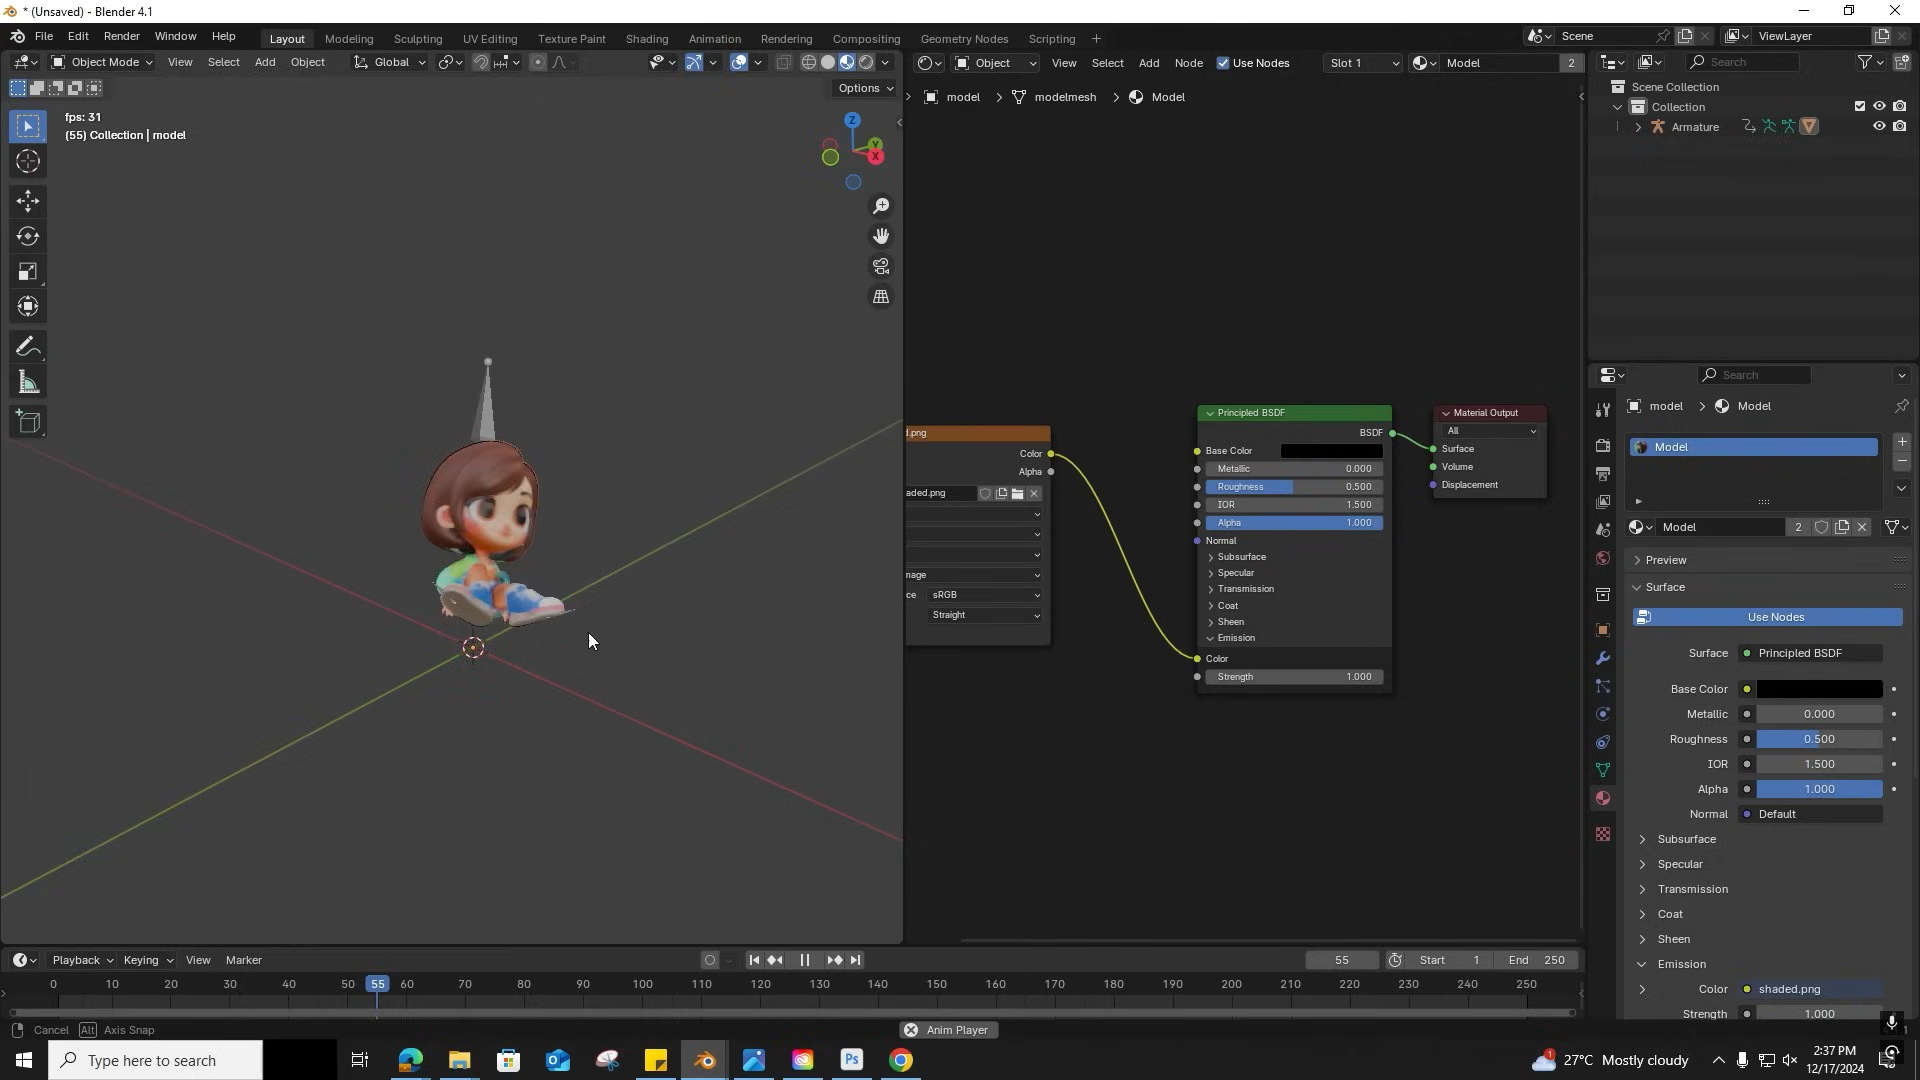 * (Unsaved) - Blender 4.1
File Edit Render Window Help Layout Modeling Sculpting UV Editing Texture Paint Shading Animation Rendering Compositing Geometry Nodes Scripting +
Scene ViewLayer
Object Mode View Select Add Object Global
Object View Select Add Node Use Nodes Slot 1 Model 2
Search
Options
fps: 31
(55) Collection | model
Z
Y
X
model > modelmesh > Model
Scene Collection
Collection
Armature
d.png
Color
Alpha
aded.png
mage
ce sRGB
Straight
Principled BSDF
BSDF
Base Color
Metallic 0.000
Roughness 0.500
IOR 1.500
Alpha 1.000
Normal
Subsurface
Specular
Transmission
Coat
Sheen
Emission
Color
Strength 1.000
Material Output
All
Surface
Volume
Displacement
Search
model > Model
Model
Model 2
Preview
Surface
Use Nodes
Surface Principled BSDF
Base Color
Metallic 0.000
Roughness 0.500
IOR 1.500
Alpha 1.000
Normal Default
Subsurface
Specular
Transmission
Coat
Sheen
Emission
Color shaded.png
Strength 1.000
Playback Keying View Marker
55 Start 1 End 250
0 10 20 30 40 50 55 60 70 80 90 100 110 120 130 140 150 160 170 180 190 200 210 220 230 240 250
Cancel Alt Axis Snap Anim Player
Type here to search
Ps
1
27°C Mostly cloudy
2:37 PM
12/17/2024